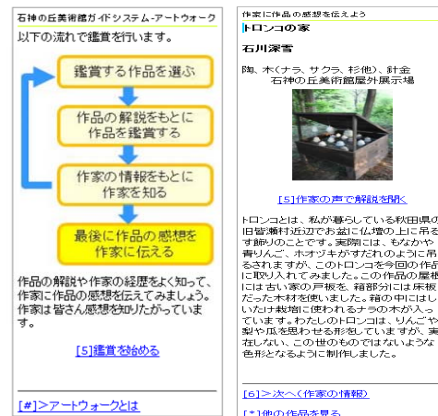 石神の丘美術館ガイドシステム-アートウォーク
以下の流れで鑑賞を行います。
鑑賞する作品を選ぶ
作品の解説をもとに
作品を鑑賞する
作家の情報をもとに
作家を知る
最後に作品の感想を
作家に伝える
作品の解説や作家の経歴をよく知って、
作家に作品の感想を伝えてみましょう。
作家は皆さん感想を知りたがっていま
す。
[5]鑑賞を始める
[#]>アートウォークとは
作家に作品の感想を伝えよう
トロンコの家
石川深雪
陶、木(ナラ、サクラ、杉他)、針金
石神の丘美術館屋外展示場
[5]作家の声で解説を聞く
トロンコとは、私が暮らしている秋田県の
旧皆瀬村近辺でお盆に仏壇の上に吊る
す飾りのことです。実際には、もなかや
青りんご、ホオヅキがすだれのように吊
るされますが、このトロンコを今回の作品
に取り入れてみました。この作品の屋根
には古い家の戸板を、箱部分には床板
だった木材を使いました。箱の中にはし
いたけ栽培に使われるナラの木が入っ
ています。わたしのトロンコは、りんごや
梨や瓜を思わせる形をしていますが、実
在しない、この世のものではないような
色形となるように制作しました。
[6]>次へ(作家の情報)
[*]他の作品を見る